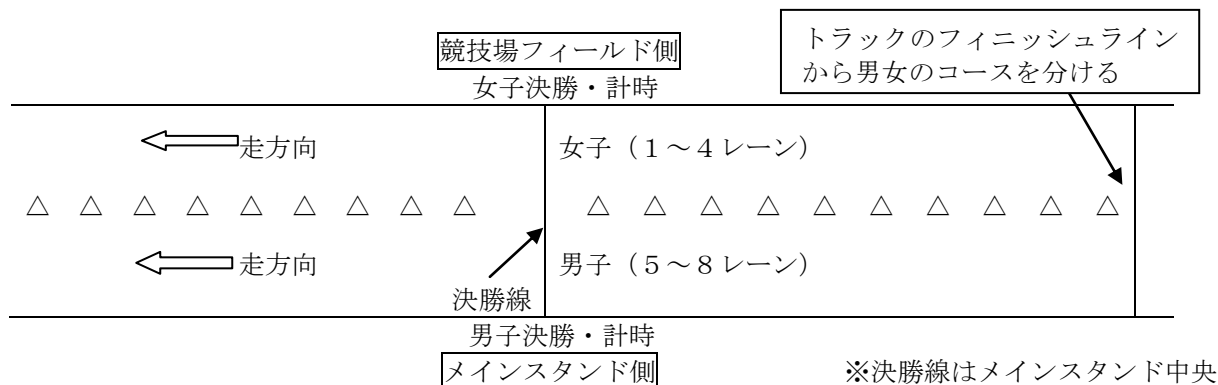 競技場フィールド側
女子決勝・計時
トラックのフィニッシュライン
から男女のコースを分ける
走方向
女子（１～４レーン）
△ △ △ △ △ △ △ △ △ △ △ △ △ △ △ △ △ △ △
走方向
男子（５～８レーン）
決勝線
男子決勝・計時
メインスタンド側
※決勝線はメインスタンド中央